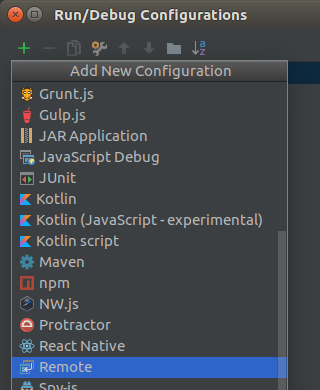 Run/Debug Configurations
Add New Configuration
Grunt.js
Gulp.js
JAR Application
JavaScript Debug
JUnit
Kotlin
Kotlin (JavaScript - experimental)
Kotlin script
Maven
npm
NW.js
Protractor
React Native
Remote
Spy-js